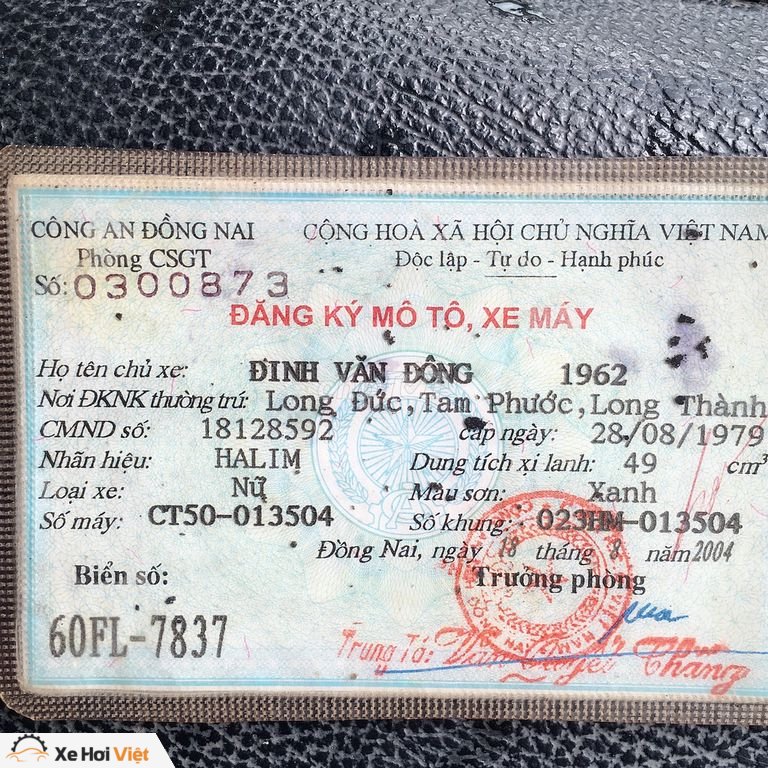 CÔNG AN ĐỒNG NAI
CỘNG HOÀ XÃ HỘI CHỦ NGHĨA VIỆT NAM
Phòng CSGT
Độc lập - Tự do - Hạnh phúc
Số: 0300873
ĐĂNG KÝ MÔ TÔ, XE MÁY
Họ tên chủ xe: ĐINH VĂN ĐÔNG 1962
Nơi ĐKNK thường trú: Long Đức,Tam Phước,Long Thành
CMND số: 18128592 cấp ngày: 28/08/1979
Nhãn hiệu: HALIM Dung tích xi lanh: 49 cm³
Loại xe: Nữ Màu sơn: Xanh
Số máy: CT50-013504 Số khung: 023HM-013504
Đồng Nai, ngày 18 tháng 8 năm 2004
Biển số: Trưởng phòng
60FL-7837
Trung Tá: Văn Quyết Thắng
Xe Hơi Việt